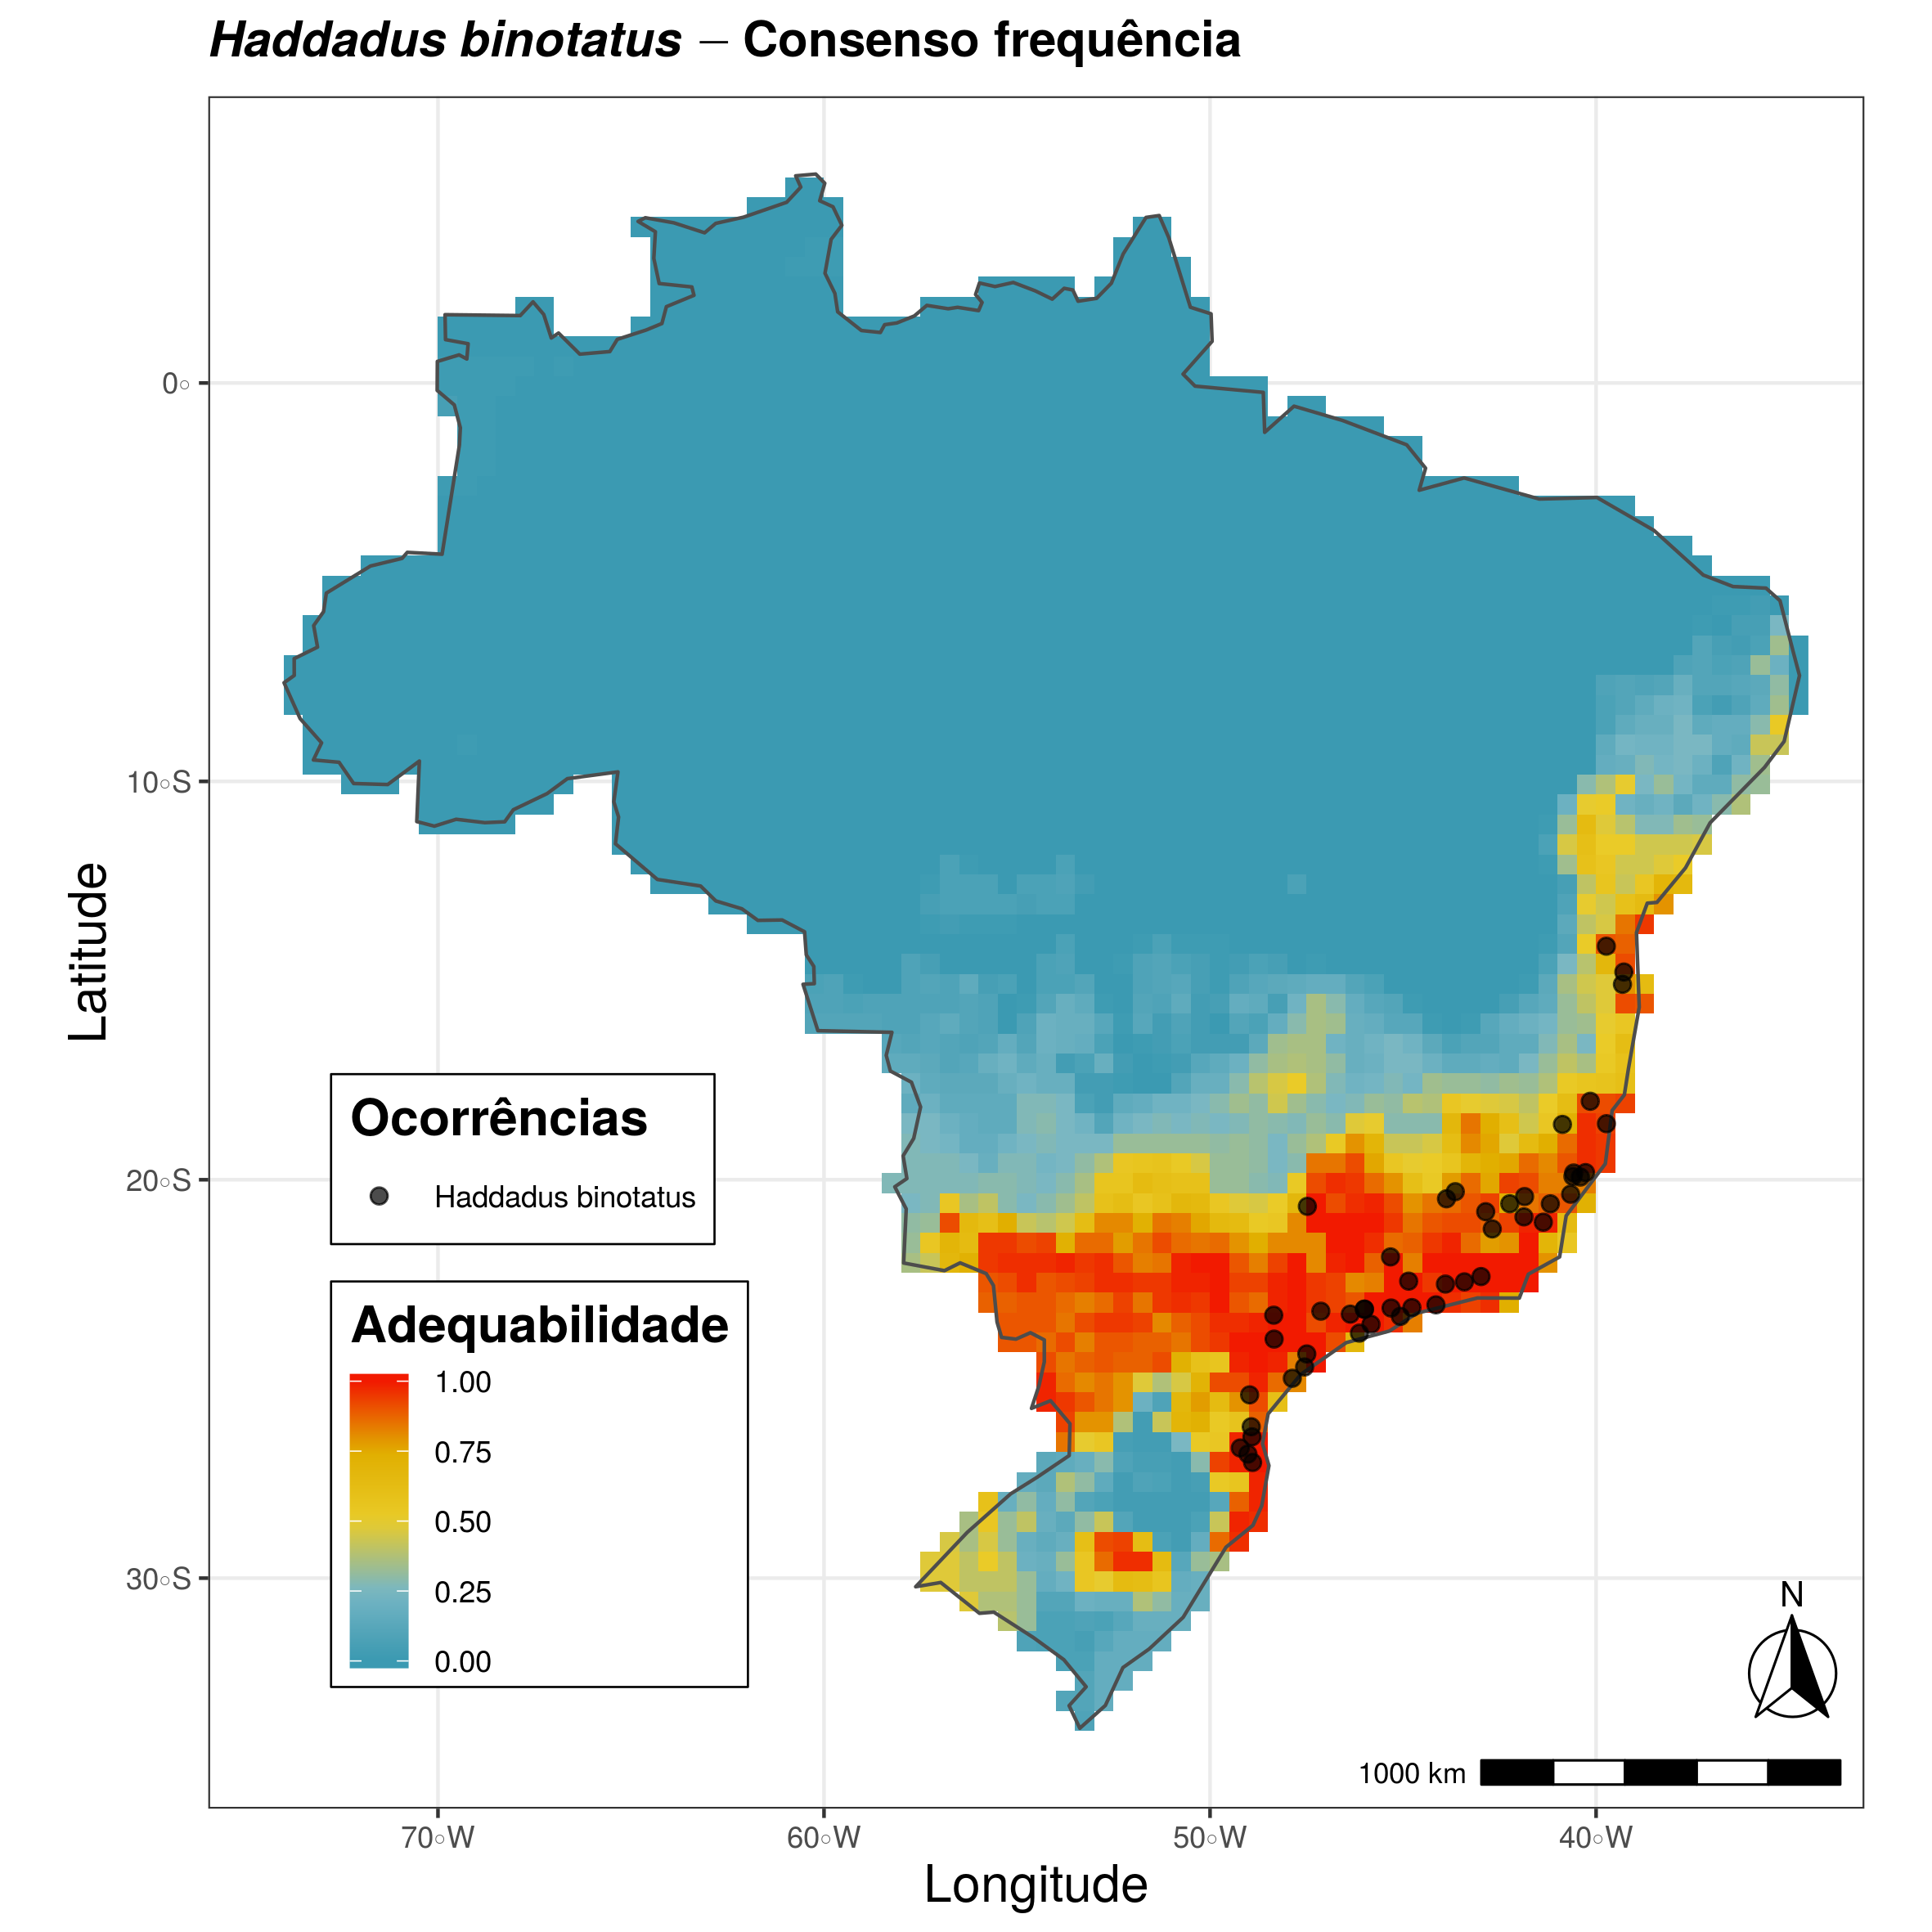 Haddadus binotatus — Consenso frequência
0°
10°S
20°S
30°S
Latitude
Ocorrências
Haddadus binotatus
Adequabilidade
1.00
0.75
0.50
0.25
0.00
N
1000 km
70°W 60°W 50°W 40°W
Longitude